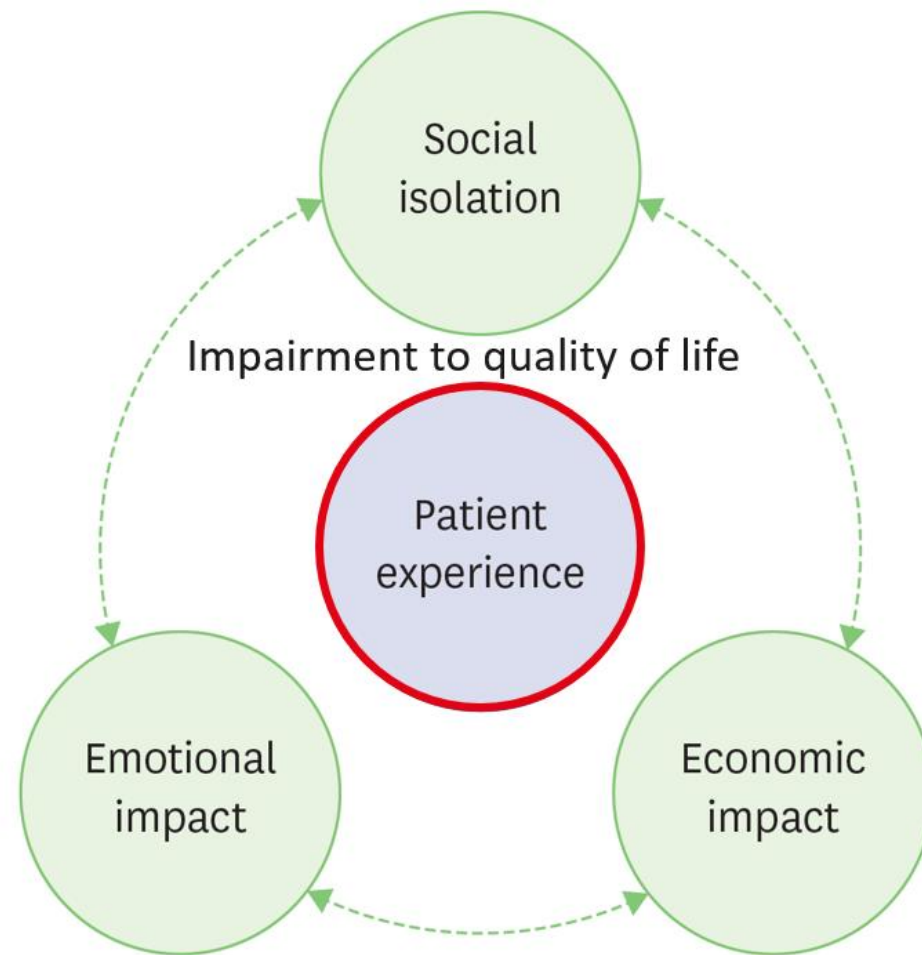 Social
isolation
Impairment to quality of life
Patient
experience
Emotional
impact
Economic
impact